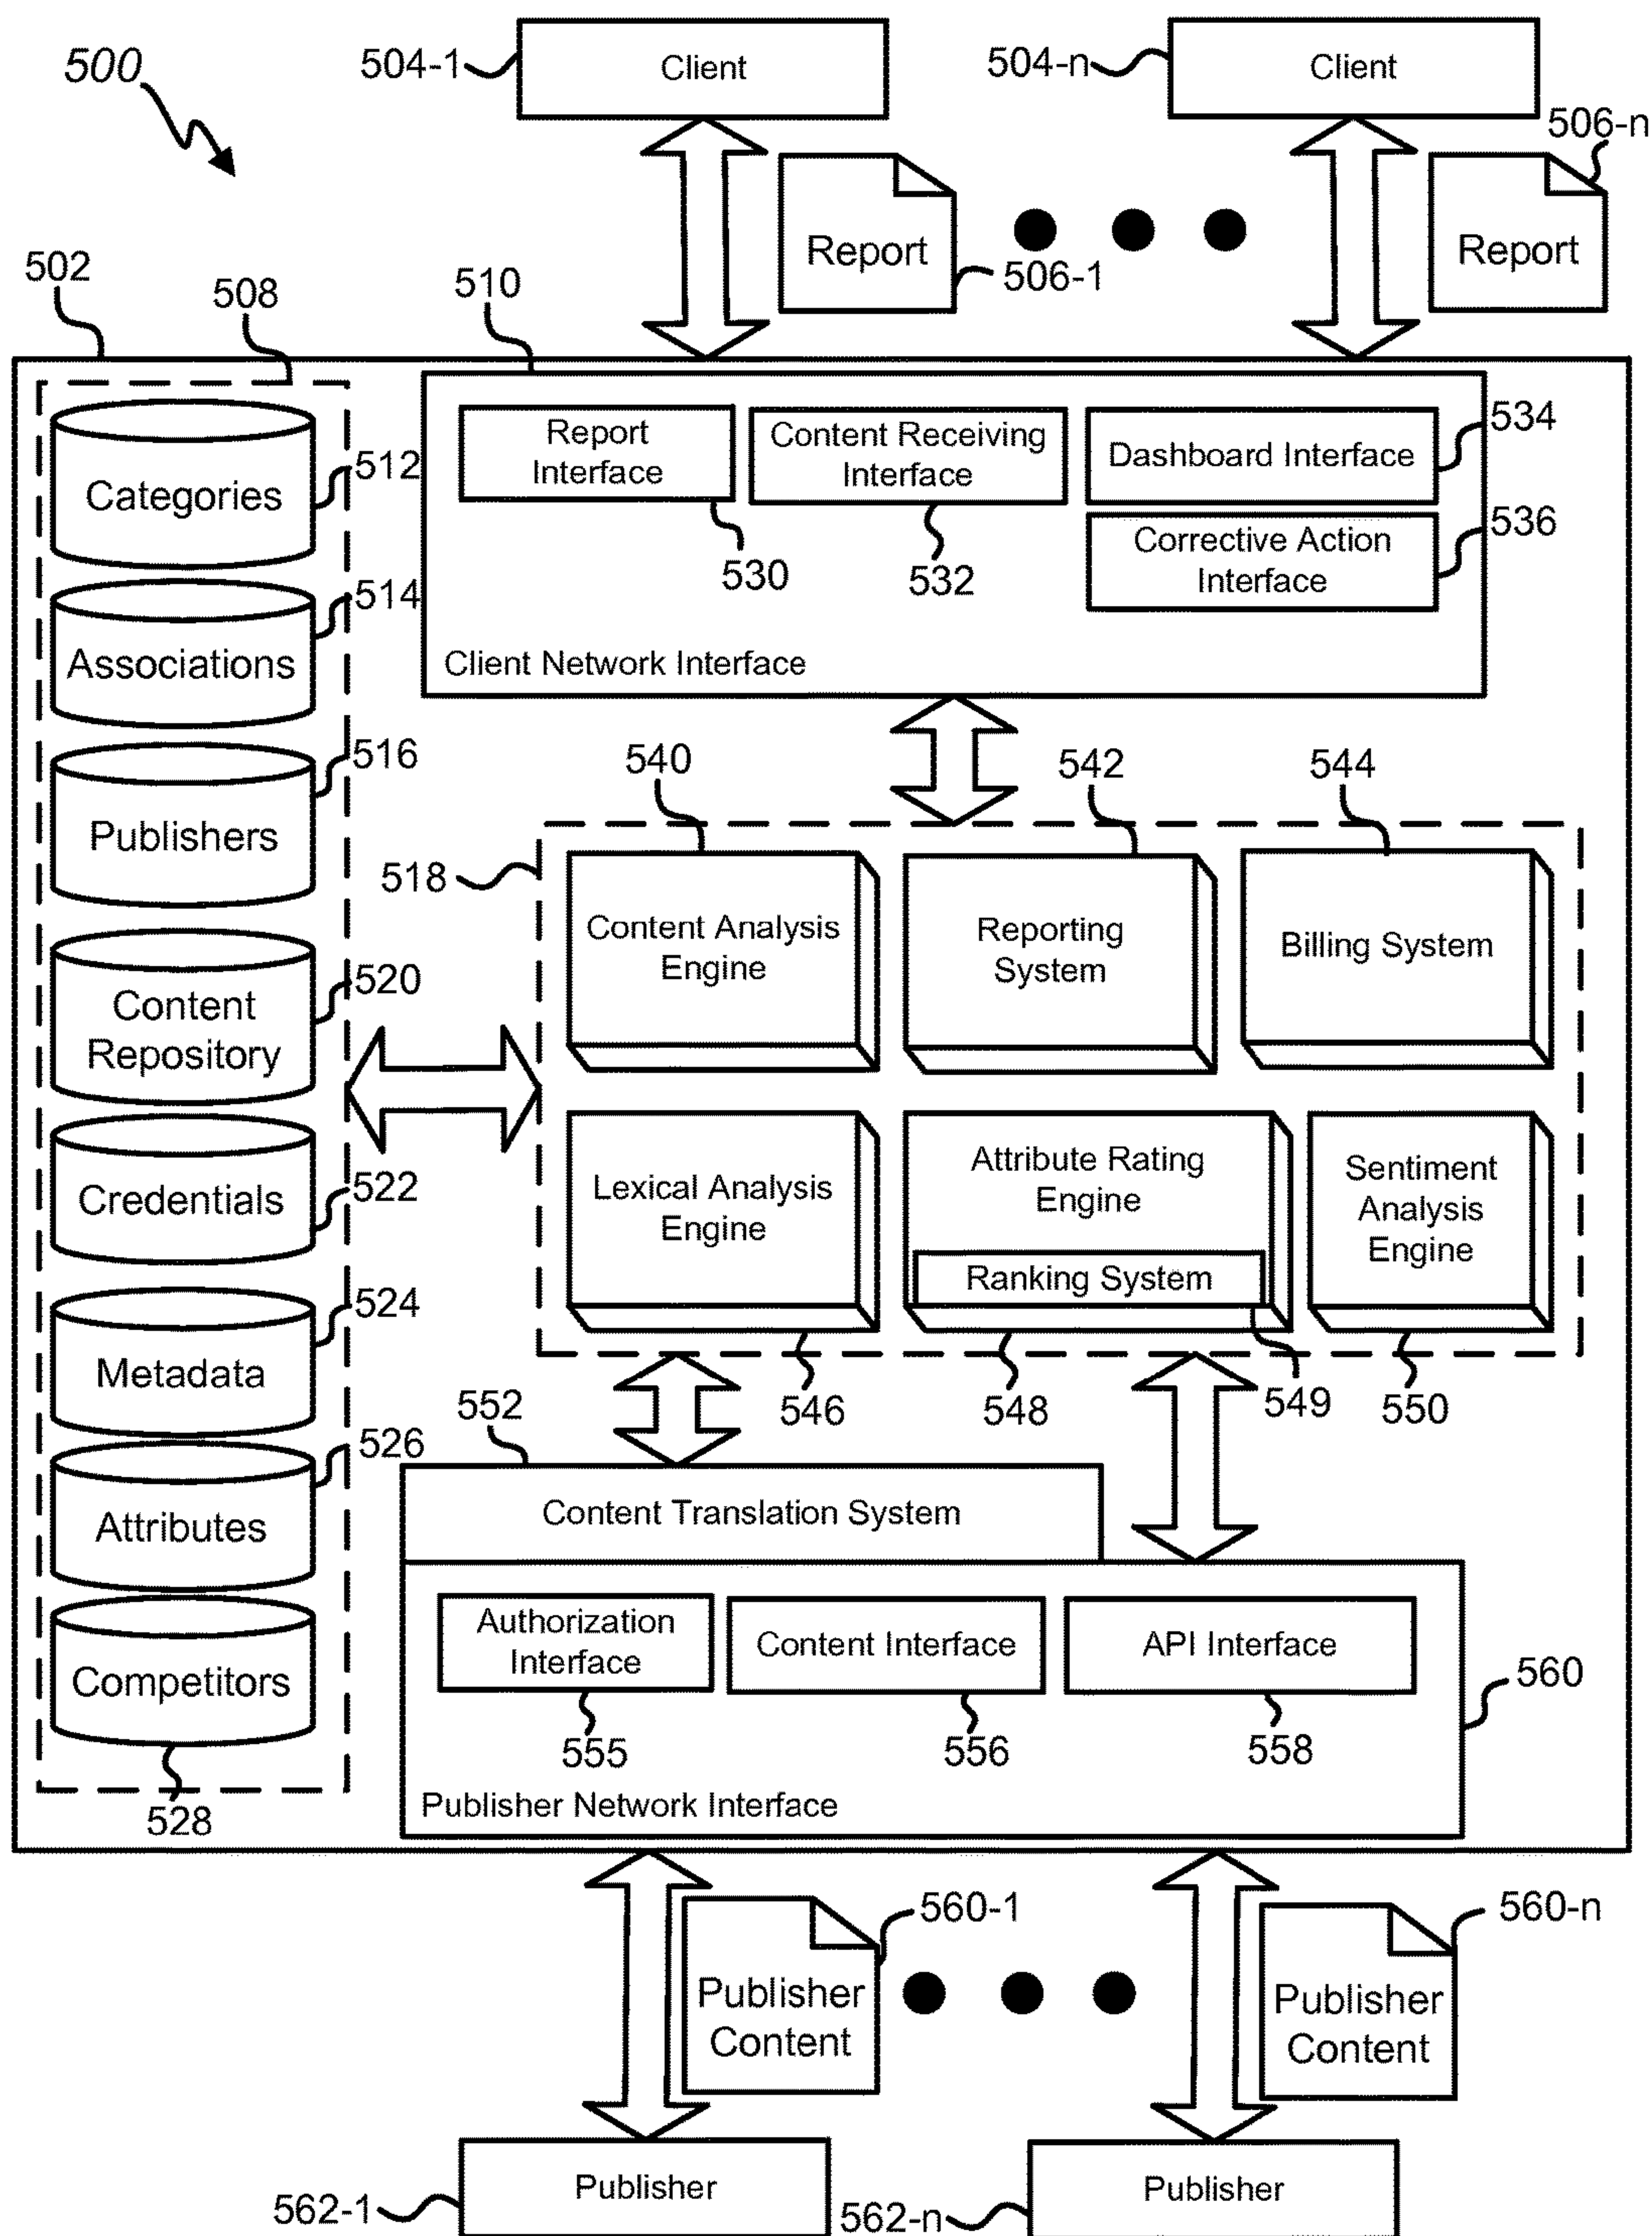 500
504-1
Client
504-n
Client
506-n
Report
506-1
Report
502
508
510
512
Categories
514
Associations
516
Publishers
520
Content
Repository
522
Credentials
524
Metadata
526
Attributes
Competitors
528
Report
Interface
530
Content Receiving
Interface
532
Dashboard Interface
534
Corrective Action
Interface
536
Client Network Interface
518
540
Content Analysis
Engine
542
Reporting
System
544
Billing System
Lexical Analysis
Engine
546
Attribute Rating
Engine
Ranking System
548
549
Sentiment
Analysis
Engine
550
552
Content Translation System
Authorization
Interface
555
Content Interface
556
API Interface
558
560
Publisher Network Interface
560-1
Publisher
Content
560-n
Publisher
Content
562-1
Publisher
562-n
Publisher